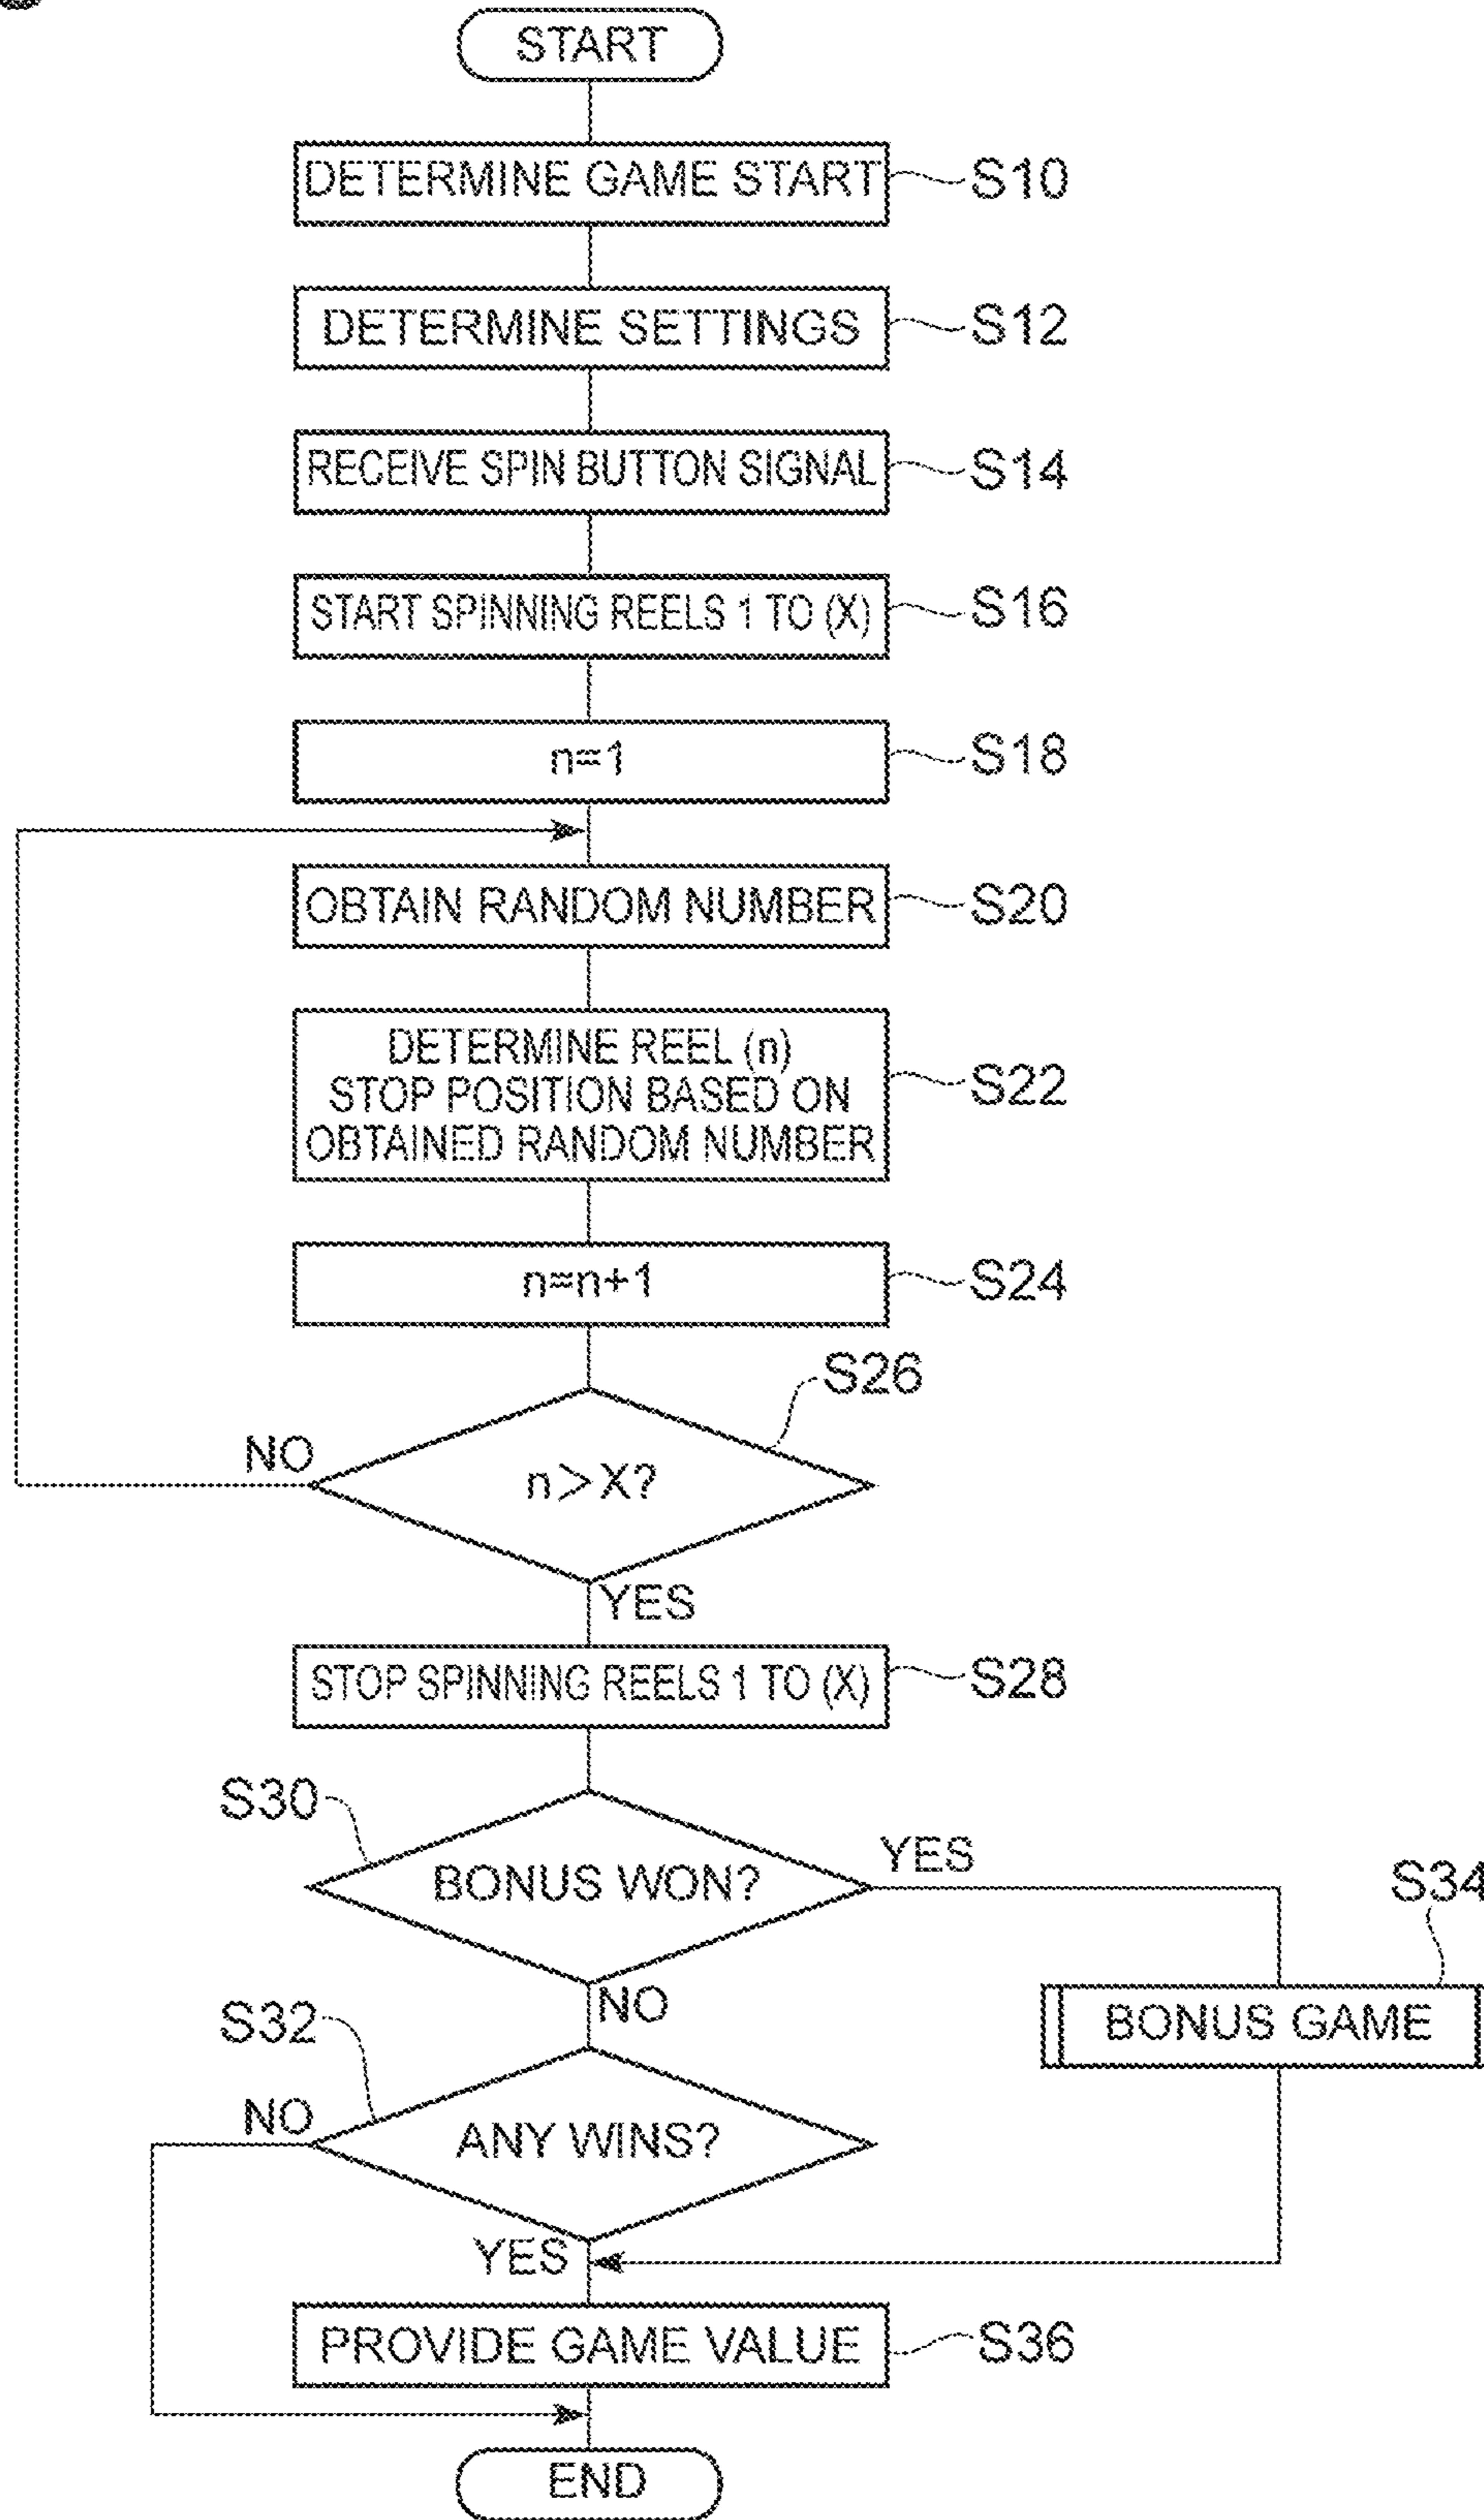 START
DETERMINE GAME START
S10
DETERMINE SETTINGS
S12
RECEIVE SPIN BUTTON SIGNAL
S14
START SPINNING REELS 1 TO (X)
S16
n=1
S18
OBTAIN RANDOM NUMBER
S20
DETERMINE REEL (n)
STOP POSITION BASED ON
OBTAINED RANDOM NUMBER
S22
n=n+1
S24
S26
NO
n>X?
YES
STOP SPINNING REELS 1 TO (X)
S28
S30
BONUS WON?
YES
S34
NO
BONUS GAME
S32
NO
ANY WINS?
YES
PROVIDE GAME VALUE
S36
END